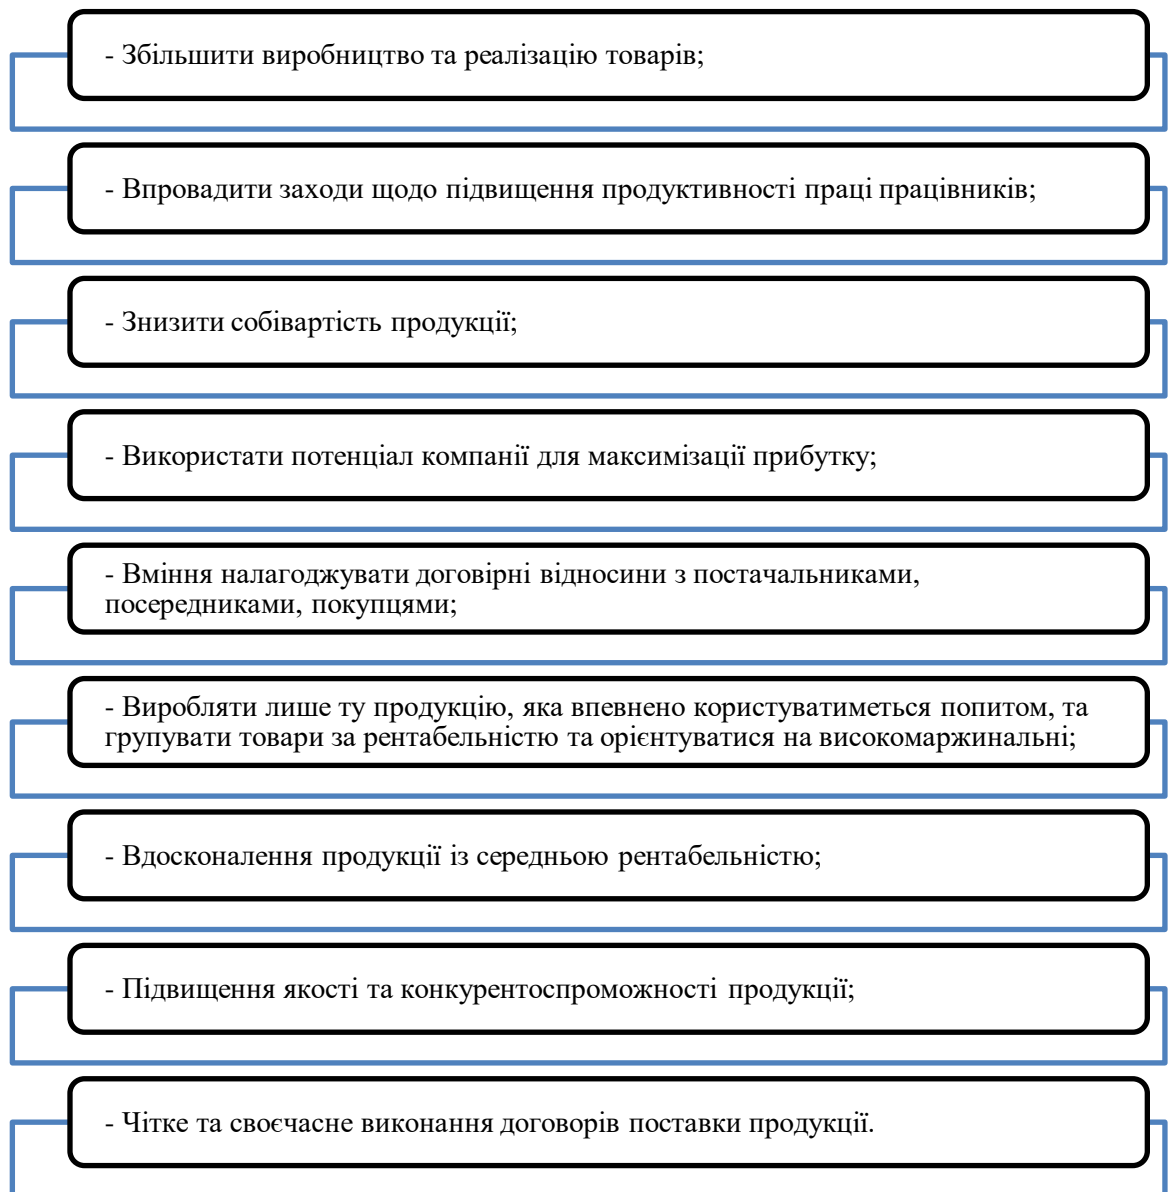 - Збільшити виробництво та реалізацію товарів;
- Впровадити заходи щодо підвищення продуктивності праці працівників;
- Знизити собівартість продукції;
- Використати потенціал компанії для максимізації прибутку;
- Вміння налагоджувати договірні відносини з постачальниками,
посередниками, покупцями;
- Виробляти лише ту продукцію, яка впевнено користуватиметься попитом, та
групувати товари за рентабельністю та орієнтуватися на високомаржинальні;
- Вдосконалення продукції із середньою рентабельністю;
- Підвищення якості та конкурентоспроможності продукції;
- Чітке та своєчасне виконання договорів поставки продукції.